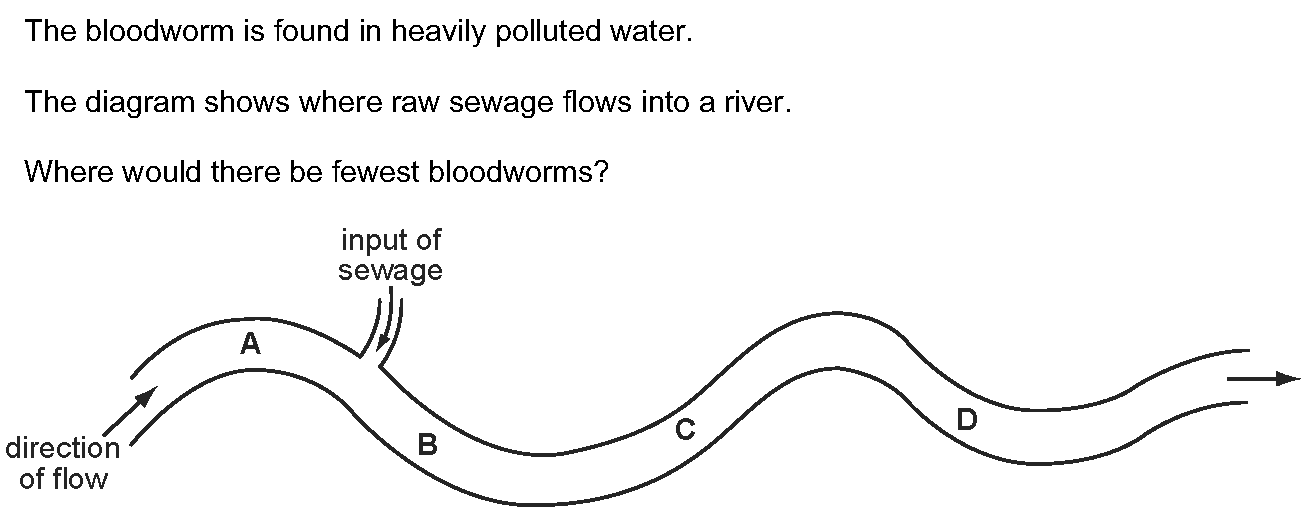 The bloodworm is found in heavily polluted water.
The diagram shows where raw sewage flows into a river.
Where would there be fewest bloodworms?
input of
sewage
A
B
C
D
direction
of flow